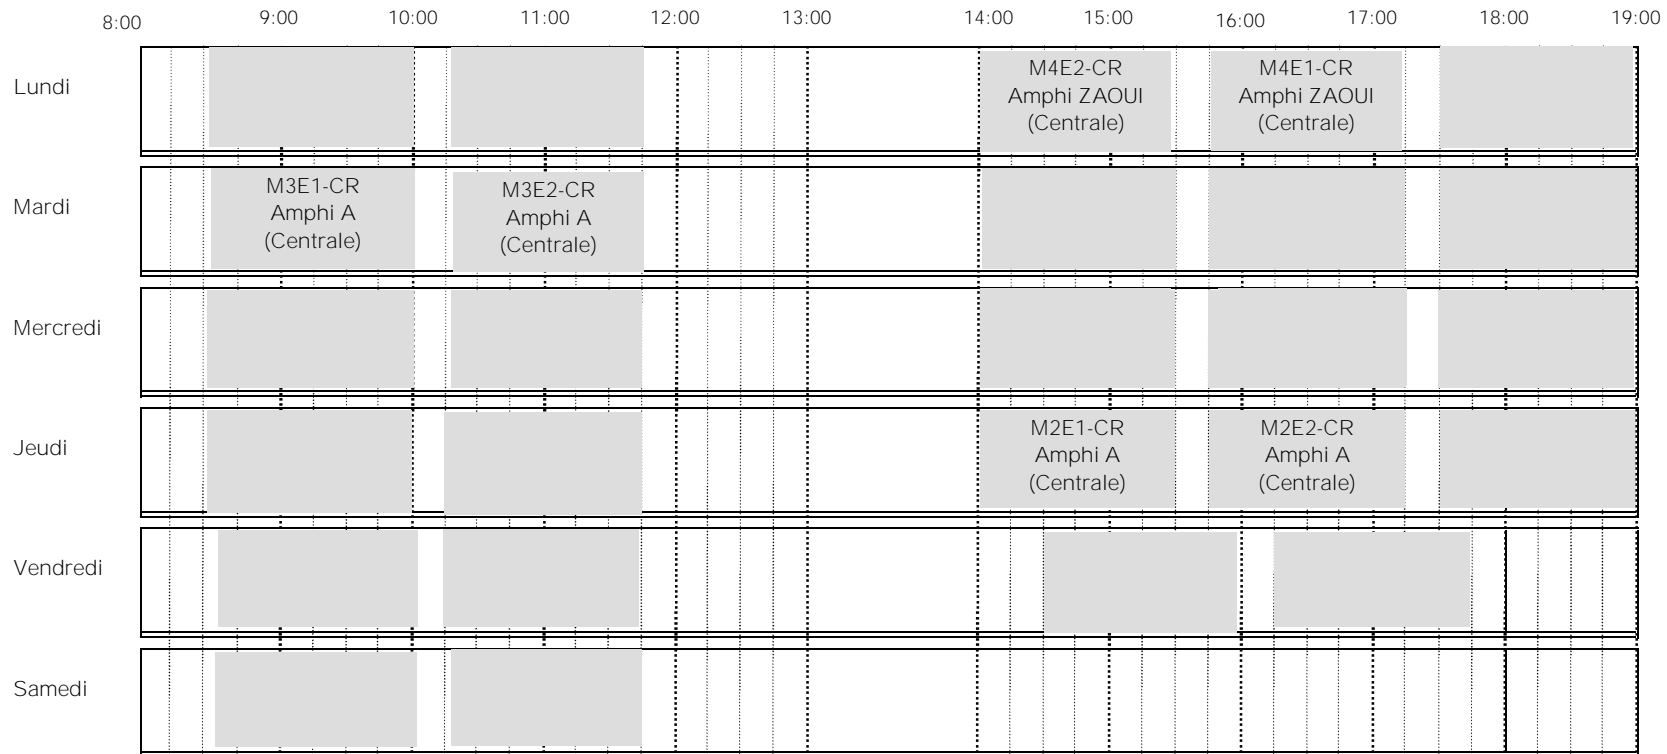 8:00 9:00 10:00 11:00 12:00 13:00 14:00 15:00 16:00 17:00 18:00 19:00
Lundi
M4E2-CR
Amphi ZAOUI
(Centrale)
M4E1-CR
Amphi ZAOUI
(Centrale)
Mardi
M3E1-CR
Amphi A
(Centrale)
M3E2-CR
Amphi A
(Centrale)
Mercredi
Jeudi
M2E1-CR
Amphi A
(Centrale)
M2E2-CR
Amphi A
(Centrale)
Vendredi
Samedi